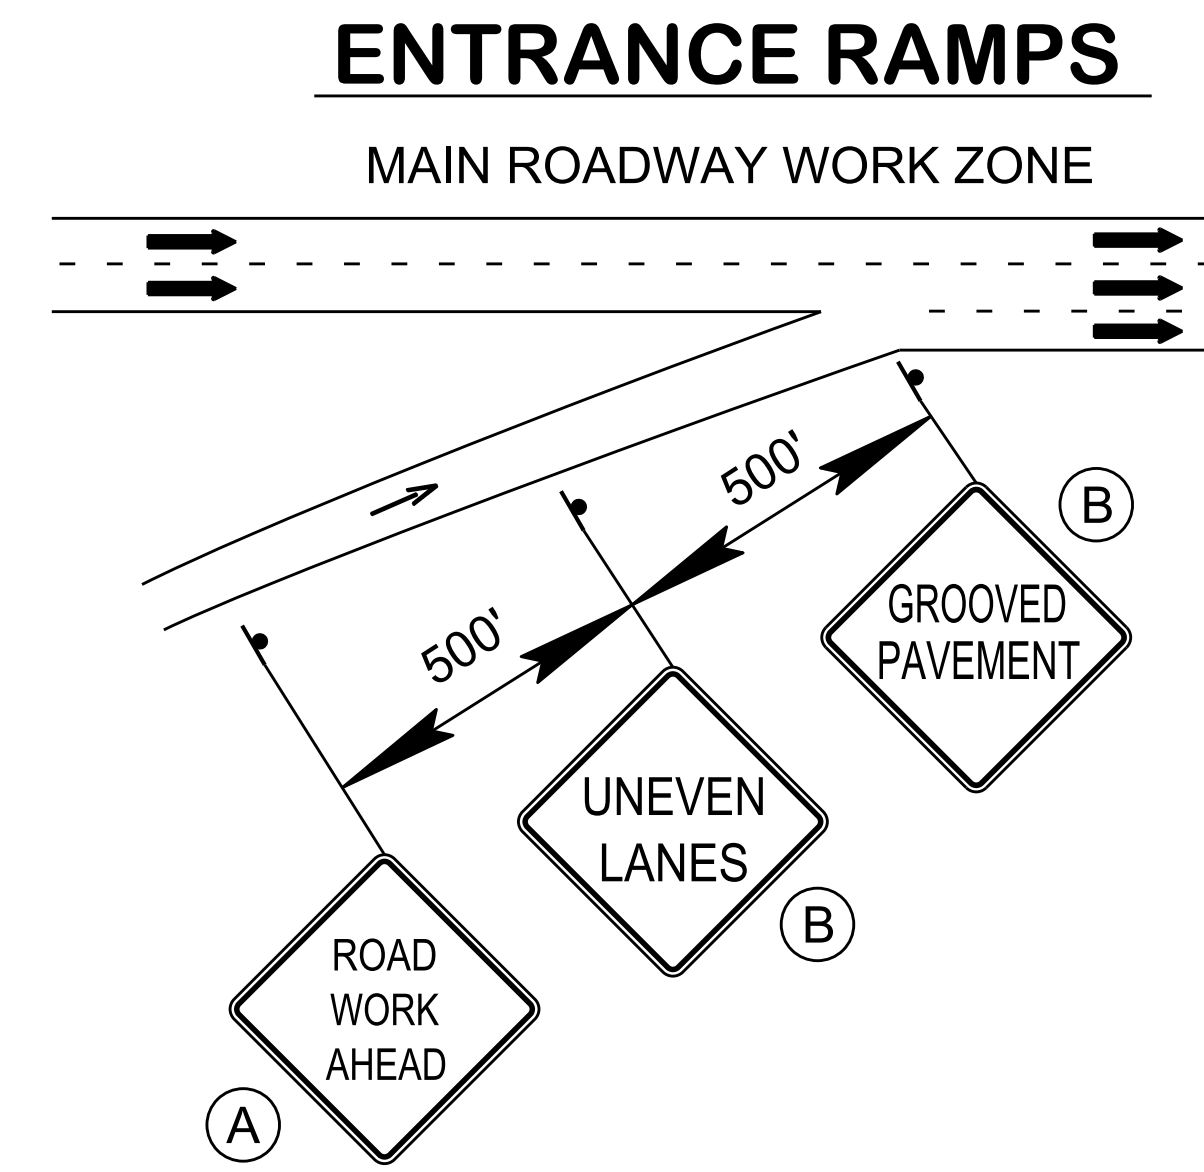 ENTRANCE RAMPS
MAIN ROADWAY WORK ZONE
500'
B
GROOVED
PAVEMENT
500'
UNEVEN
LANES
B
ROAD
WORK
AHEAD
A